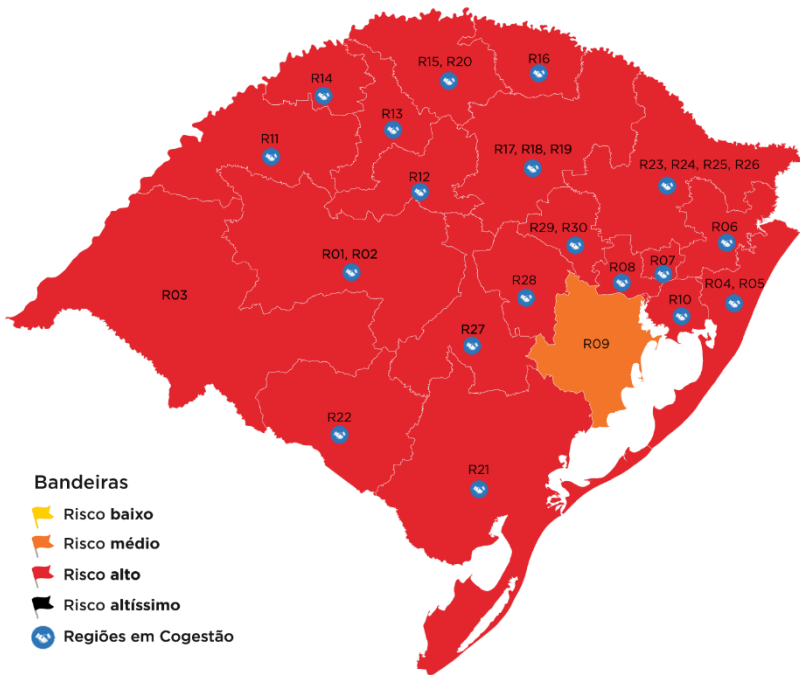 R16
R15, R20
R14
R13
R11
R17, R18, R19
R23, R24, R25, R26
R12
R06
R29, R30
R01, R02
R07
R08
R04, R05
R28
R03
R10
R27
R09
R22
R21
Bandeiras
Risco baixo
Risco médio
Risco alto
Risco altíssimo
Regiões em Cogestão